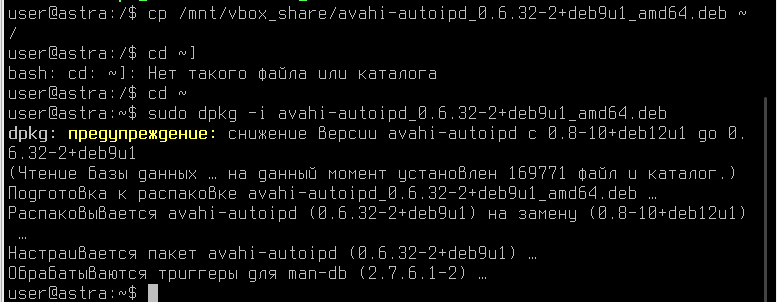 user@astra:/$ cp /mnt/vbox_share/avahi-autoipd_0.6.32-2+deb9u1_amd64.deb ~
/
user@astra:/$ cd ~]
bash: cd: ~]: Нет такого файла или каталога
user@astra:/$ cd ~
user@astra:~$ sudo dpkg -i avahi-autoipd_0.6.32-2+deb9u1_amd64.deb
dpkg: предупреждение: снижение версии avahi-autoipd с 0.8-10+deb12u1 до 0.
6.32-2+deb9u1
(Чтение базы данных … на данный момент установлен 169771 файл и каталог.)
Подготовка к распаковке avahi-autoipd_0.6.32-2+deb9u1_amd64.deb …
Распаковывается avahi-autoipd (0.6.32-2+deb9u1) на замену (0.8-10+deb12u1)
…
Настраивается пакет avahi-autoipd (0.6.32-2+deb9u1) …
Обрабатываются триггеры для man-db (2.7.6.1-2) …
user@astra:~$